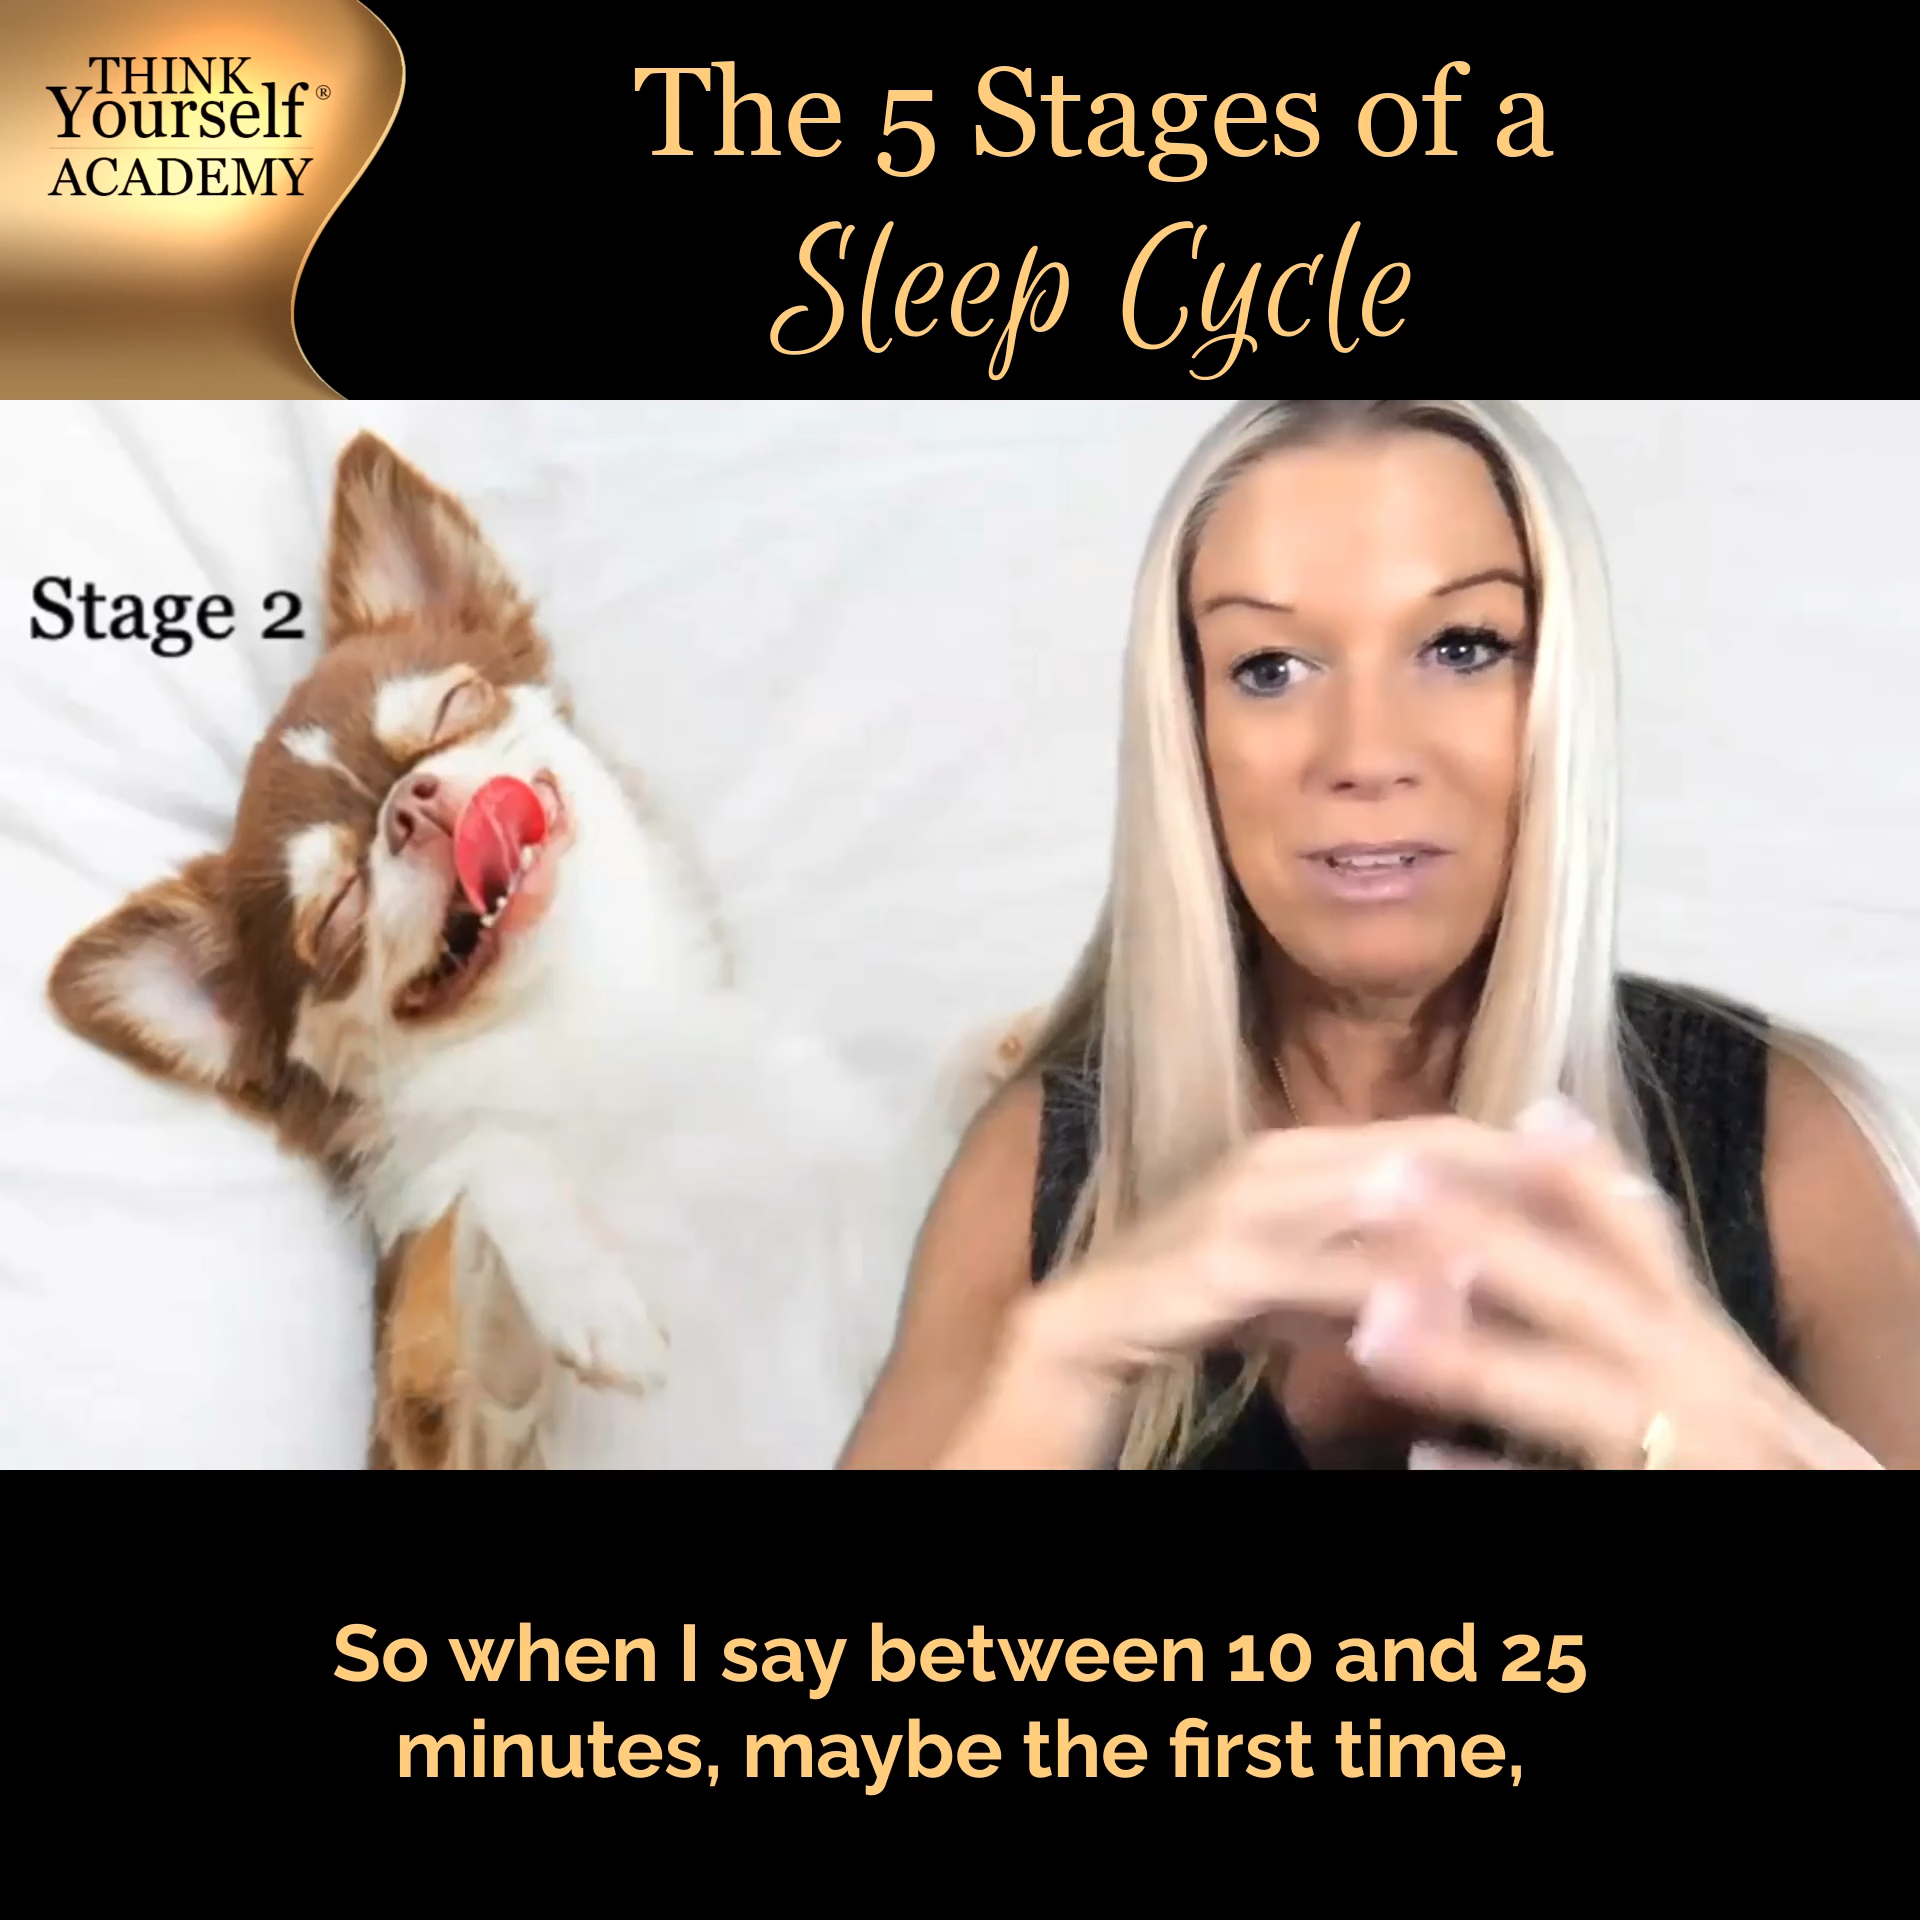 THINK
Yourself®
ACADEMY
The 5 Stages of a
Sleep Cycle
Stage 2
So when I say between 10 and 25
minutes, maybe the first time,